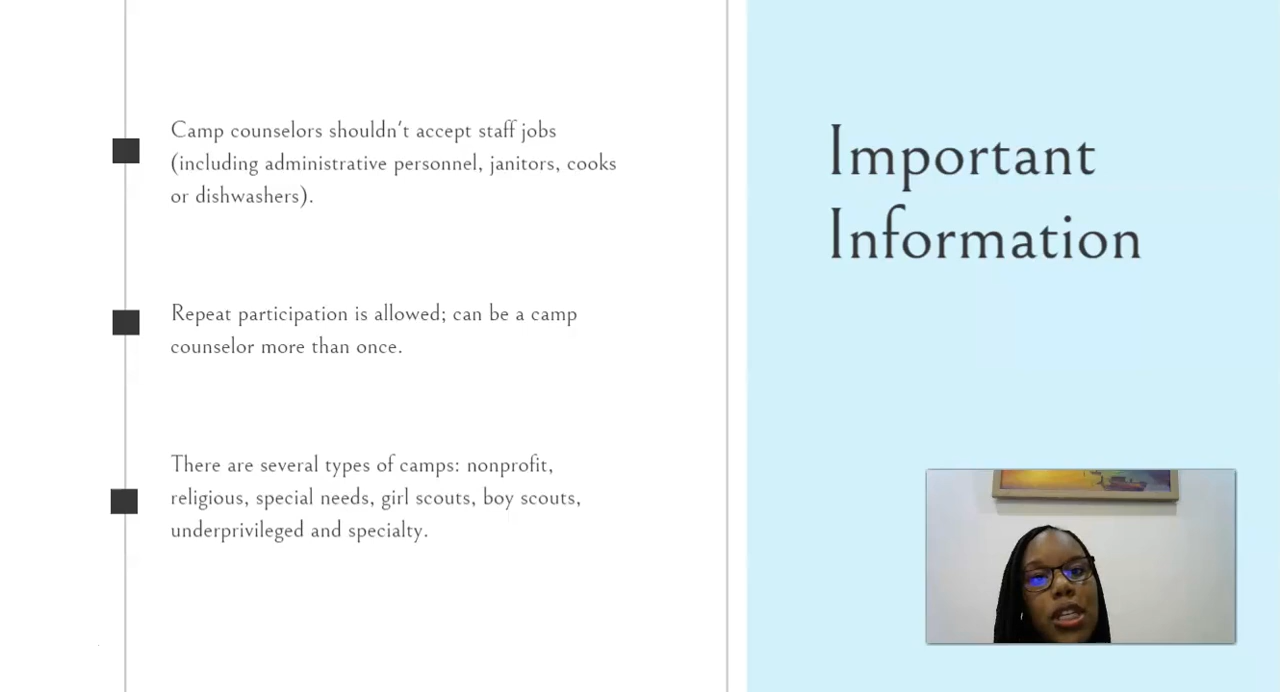 Camp counselors shouldn't accept staff jobs
(including administrative personnel, janitors, cooks
or dishwashers).
Repeat participation is allowed; can be a camp
counselor more than once.
There are several types of camps: nonprofit,
religious, special needs, girl scouts, boy scouts,
underprivileged and specialty.
Important
Information